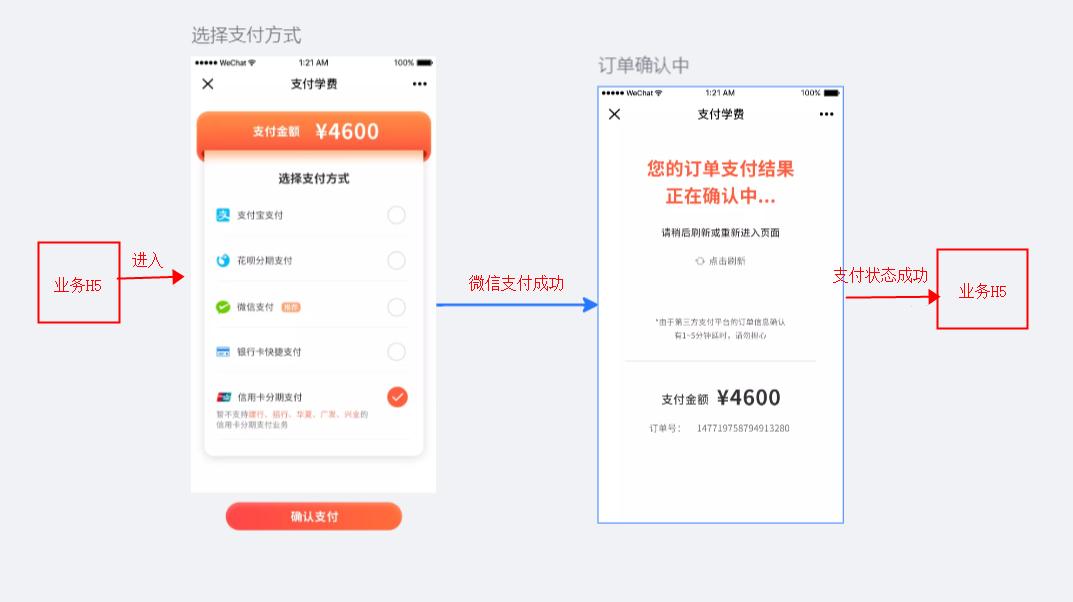 选择支付方式
WeChat
1:21 AM
100%
支付学费
支付金额 ¥4600
选择支付方式
支付宝支付
花呗分期支付
微信支付 推荐
银行卡快捷支付
信用卡分期支付
暂不支持建行、招行、华夏、广发、兴业的
信用卡分期支付业务
确认支付
业务H5
进入
微信支付成功
订单确认中
WeChat
1:21 AM
100%
支付学费
您的订单支付结果
正在确认中...
请稍后刷新或重新进入页面
点击刷新
*由于第三方支付平台的订单信息确认
有1~5分钟延时，请勿担心
支付金额 ¥4600
订单号： 147719758794913280
支付状态成功
业务H5